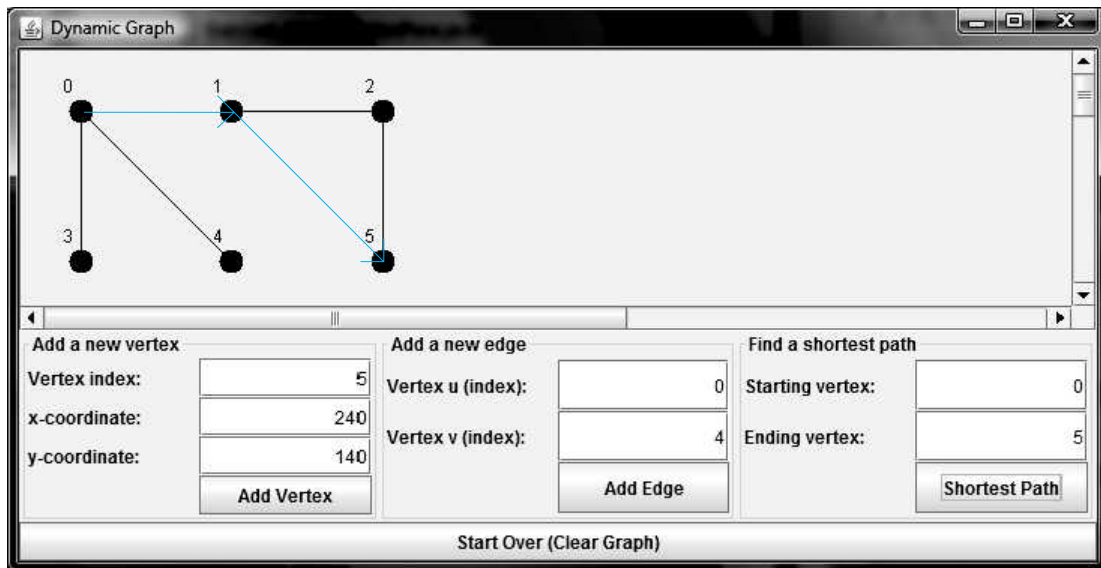 Dynamic Graph
0 1 2
3 4 5
Add a new vertex
Vertex index: 5
x-coordinate: 240
y-coordinate: 140
Add Vertex
Add a new edge
Vertex u (index): 0
Vertex v (index): 4
Add Edge
Find a shortest path
Starting vertex: 0
Ending vertex: 5
Shortest Path
Start Over (Clear Graph)